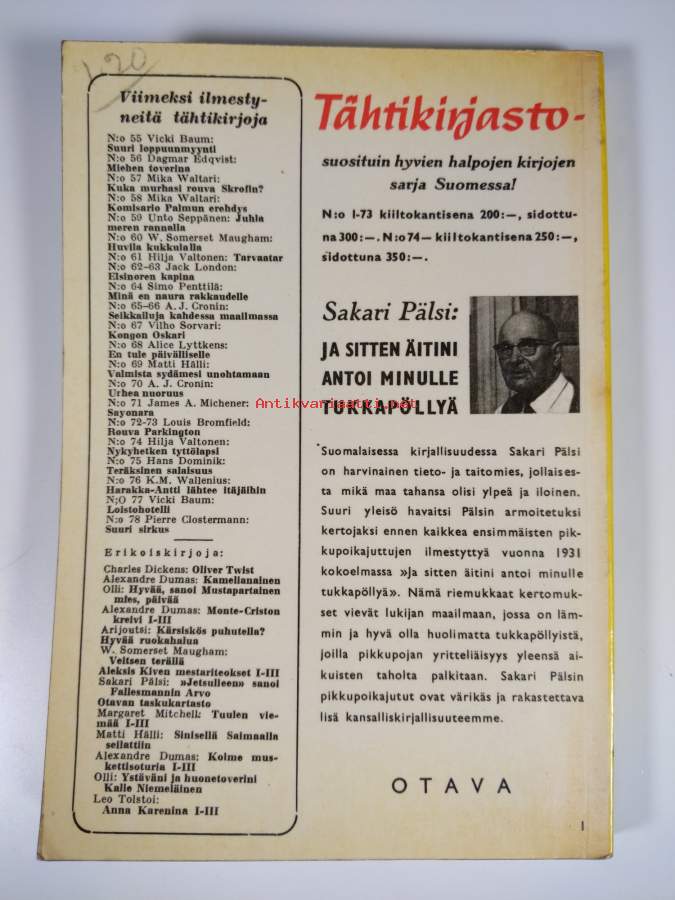 1.20
Viimeksi ilmesty-
neitä tähtikirjoja
N:o 55 Vicki Baum:
Suuri loppuunmyynti
N:o 56 Dagmar Edqvist:
Miehen toverina
N:o 57 Mika Waltari:
Kuka murhasi rouva Skrofin?
N:o 58 Mika Waltari:
Komisario Palmun erehdys
N:o 59 Unto Seppänen: Juhla
meren rannalla
N:o 60 W. Somerset Maugham:
Huvila kukkulalla
N:o 61 Hilja Valtonen: Tarvaatar
N:o 62–63 Jack London:
Elsinoren kapina
N:o 64 Simo Penttilä:
Minä en naura rakkaudelle
N:o 65–66 A. J. Cronin:
Seikkailuja kahdessa maailmassa
N:o 67 Vilho Sorvari:
Kongon Oskari
N:o 68 Alice Lyttkens:
En tule päivälliselle
N:o 69 Matti Hälli:
Valmista sydämesi unohtamaan
N:o 70 A. J. Cronin:
Urhea nuoruus
N:o 71 James A. Michener:
Sayonara
N:o 72-73 Louis Bromfield:
Rouva Parkington
N:o 74 Hilja Valtonen:
Nykyhetken tyttölapsi
N:o 75 Hans Dominik:
Teräksinen salaisuus
N:o 76 K.M. Wallenius:
Harakka-Antti lähtee itäjäihin
N;O 77 Vicki Baum:
Loistohotelli
N:o 78 Pierre Clostermann:
Suuri sirkus
Erikoiskirjoja:
Charles Dickens: Oliver Twist
Alexandre Dumas: Kamelianainen
Olli: Hyvää, sanoi Mustapartainen
mies, päivää
Alexandre Dumas: Monte-Criston
kreivi I-III
Arijoutsi: Kärsiskös puhutella?
Hyvää ruokahalua
W. Somerset Maugham:
Veitsen terällä
Aleksis Kiven mestariteokset I-III
Sakari Pälsi: »Jetsulleen» sanoi
Fallesmannin Arvo
Otavan taskukartasto
Margaret Mitchell: Tuulen vie-
mää I-III
Matti Hälli: Sinisellä Saimaalla
seilattiin
Alexandre Dumas: Kolme mus-
kettisoturia I-III
Olli: Ystäväni ja huonetoverini
Kalle Niemeläinen
Leo Tolstoi:
Anna Karenina I-III
Tähtikirjasto-
suosituin hyvien halpojen kirjojen
sarja Suomessa!
N:o 1-73 kiiltokantisena 200:—, sidottu-
na 300:—. N:o 74— kiiltokantisena 250:—,
sidottuna 350:—.
Sakari Pälsi:
JA SITTEN ÄITINI
ANTOI MINULLE
TUKKAPÖLLYÄ
Antikvariaatti.net
Suomalaisessa kirjallisuudessa Sakari Pälsi
on harvinainen tieto- ja taitomies, jollaises-
ta mikä maa tahansa olisi ylpeä ja iloinen.
Suuri yleisö havaitsi Pälsin armoitetuksi
kertojaksi ennen kaikkea ensimmäisten pik-
kupoikajuttujen ilmestyttyä vuonna 1931
kokoelmassa »Ja sitten äitini antoi minulle
tukkapöllyä». Nämä riemukkaat kertomuk-
set vievät lukijan maailmaan, jossa on läm-
min ja hyvä olla huolimatta tukkapöllyistä,
joilla pikkupojan yritteliäisyys yleensä ai-
kuisten taholta palkitaan. Sakari Pälsin
pikkupoikajutut ovat värikäs ja rakastettava
lisä kansalliskirjallisuuteemme.
OTAVA
1